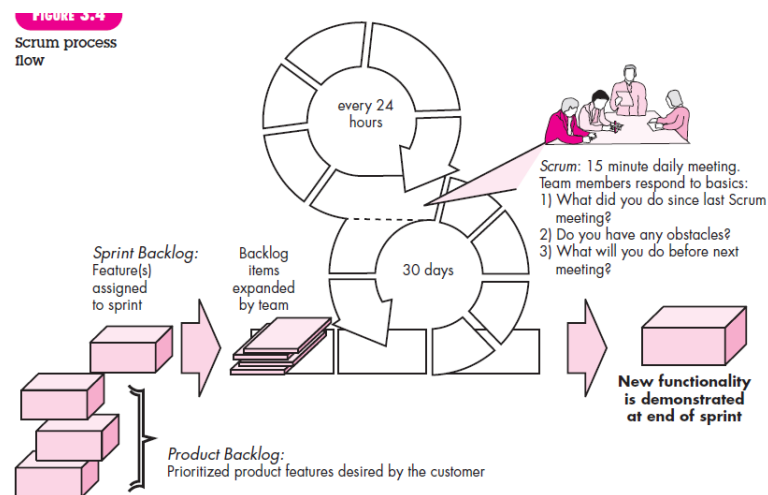 FIGURE 3.4
Scrum process
flow
every 24
hours
Scrum: 15 minute daily meeting.
Team members respond to basics:
1) What did you do since last Scrum
meeting?
2) Do you have any obstacles?
3) What will you do before next
meeting?
Sprint Backlog:
Feature(s)
assigned
to sprint
Backlog
items
expanded
by team
30 days
New functionality
is demonstrated
at end of sprint
Product Backlog:
Prioritized product features desired by the customer